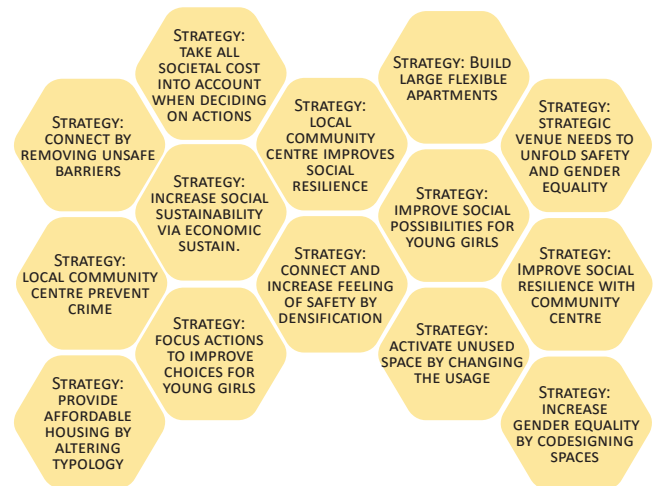 Strategy:
take all
societal cost
into account
when deciding
on actions
Strategy: Build
large flexible
apartments
Strategy:
connect by
removing unsafe
barriers
Strategy:
local
community
centre improves
social
resilience
Strategy:
strategic
venue needs to
unfold safety
and gender
equality
Strategy:
increase social
sustainability
via economic
sustain.
Strategy:
improve social
possibilities for
young girls
Strategy:
local community
centre prevent
crime
Strategy:
connect and
increase feeling
of safety by
densification
Strategy:
Improve social
resilience with
community
centre
Strategy:
focus actions
to improve
choices for
young girls
Strategy:
activate unused
space by changing
the usage
Strategy:
provide
affordable
housing by
altering
typology
Strategy:
increase
gender equality
by codesigning
spaces